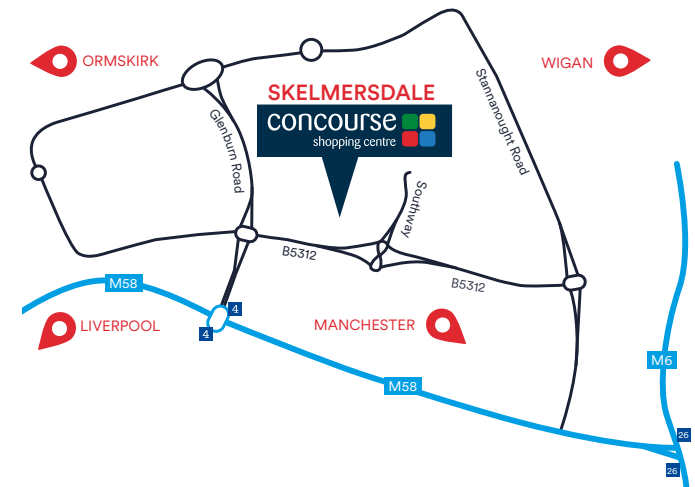 ORMSKIRK
WIGAN
SKELMERSDALE
concourse
shopping centre
Glenburn Road
Stannanought Road
Southway
B5312
B5312
M58
4
4
LIVERPOOL
MANCHESTER
M6
M58
26
26